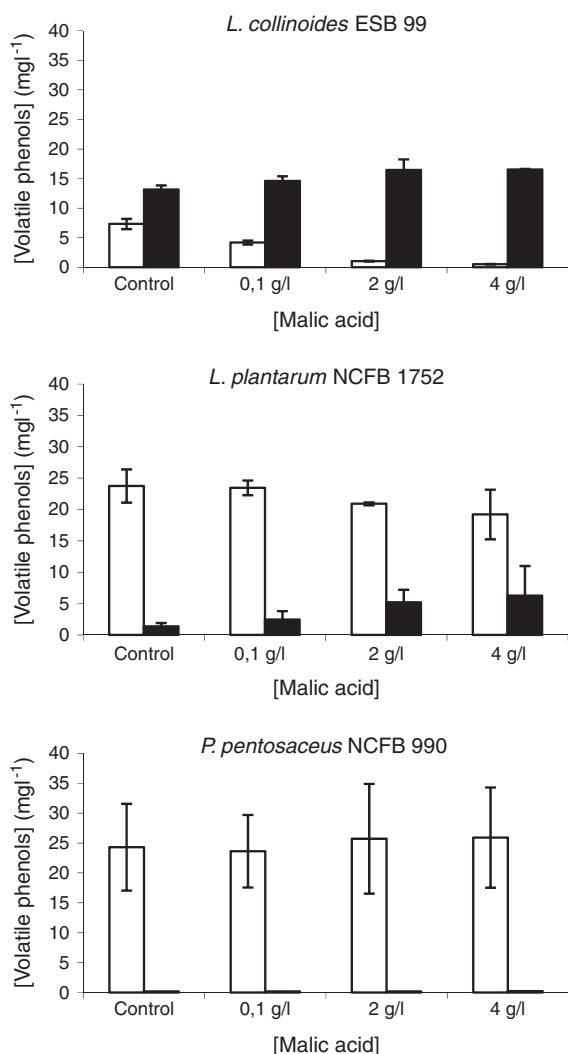 L. collinoides ESB 99
[Volatile phenols] (mgl⁻¹)
40
35
30
25
20
15
10
5
0
Control 0,1 g/l 2 g/l 4 g/l
[Malic acid]
L. plantarum NCFB 1752
[Volatile phenols] (mgl⁻¹)
40
35
30
25
20
15
10
5
0
Control 0,1 g/l 2 g/l 4 g/l
[Malic acid]
P. pentosaceus NCFB 990
[Volatile phenols] (mgl⁻¹)
40
35
30
25
20
15
10
5
0
Control 0,1 g/l 2 g/l 4 g/l
[Malic acid]